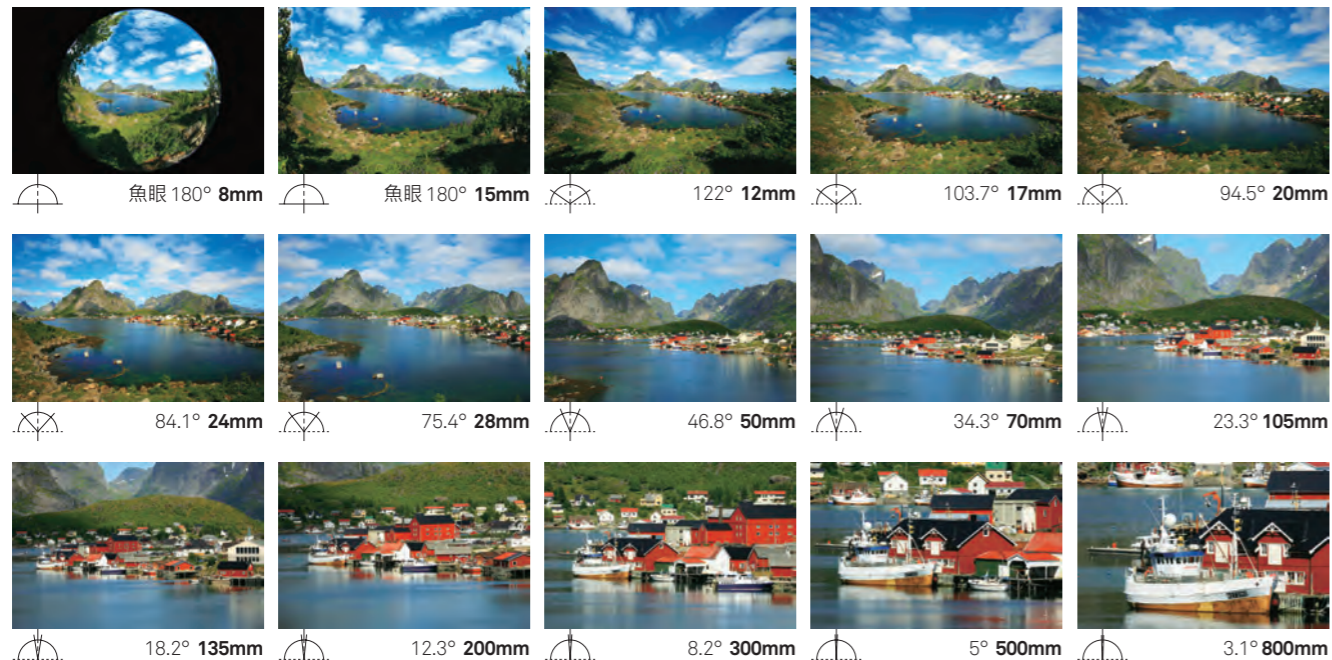 魚眼 180° 8mm
魚眼 180° 15mm
122° 12mm
103.7° 17mm
94.5° 20mm
84.1° 24mm
75.4° 28mm
46.8° 50mm
34.3° 70mm
23.3° 105mm
18.2° 135mm
12.3° 200mm
8.2° 300mm
5° 500mm
3.1° 800mm